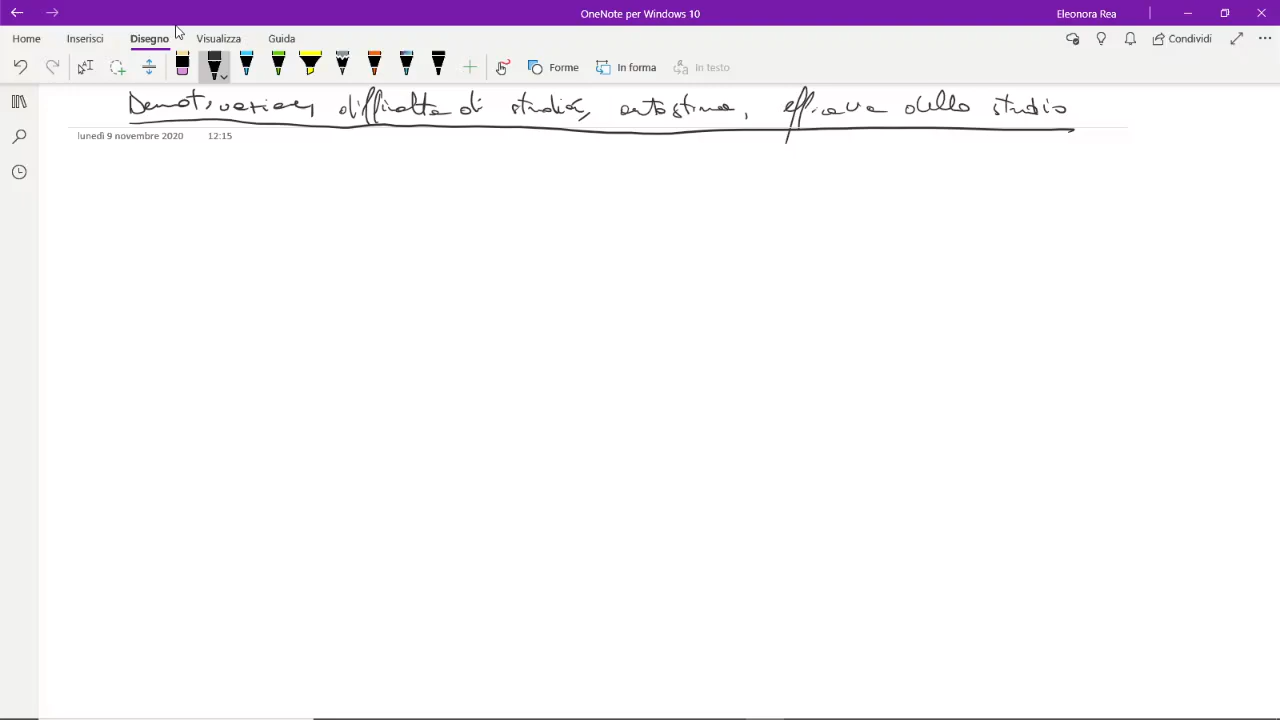 OneNote per Windows 10
Eleonora Rea
Home Inserisci Disegno Visualizza Guida
Condividi
Forme In forma In testo
Demotivazione, difficoltà di studio, autostima, efficacia dello studio
lunedì 9 novembre 2020 12:15